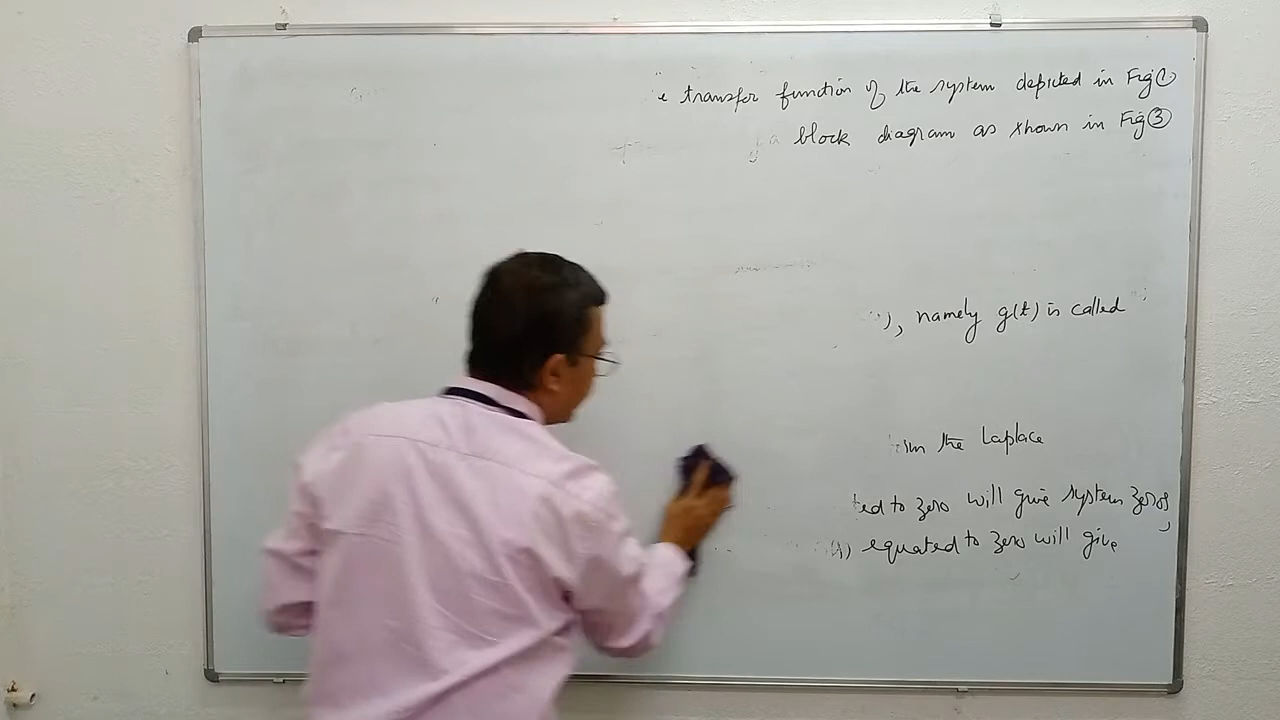 e transfer function of the system depicted in Fig ①
a block diagram as shown in Fig ③
), namely g(t) is called
the Laplace
ted to zero will give system zeros,
equated to zero will give